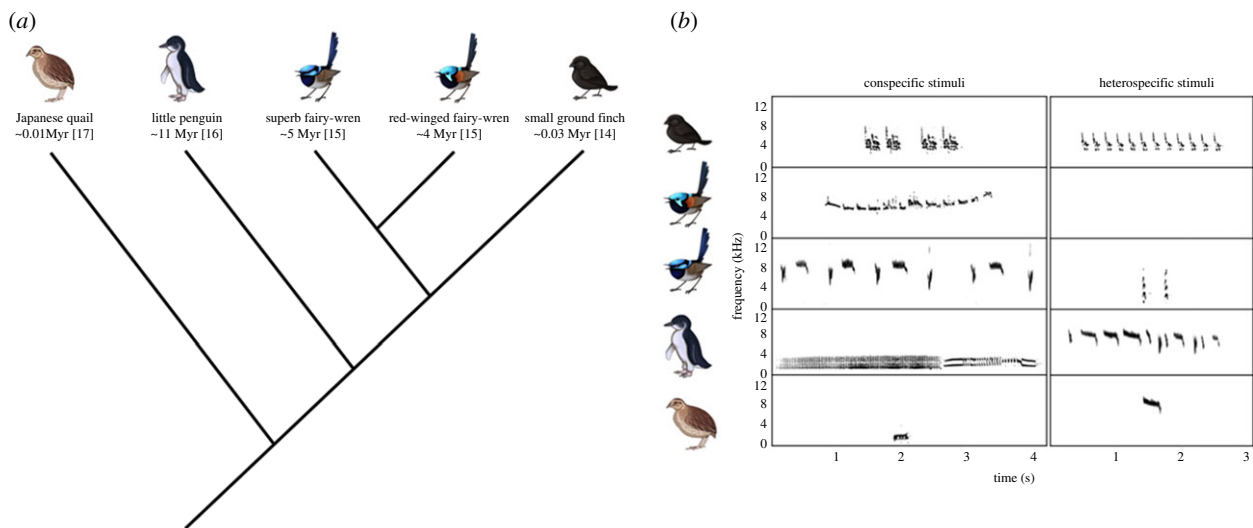 (a)
Japanese quail
~0.01Myr [17]
little penguin
~11 Myr [16]
superb fairy-wren
~5 Myr [15]
red-winged fairy-wren
~4 Myr [15]
small ground finch
~0.03 Myr [14]
(b)
conspecific stimuli
heterospecific stimuli
frequency (kHz)
12
8
4
0
12
8
4
0
12
8
4
0
12
8
4
0
12
8
4
0
1 2 3 4
1 2 3
time (s)